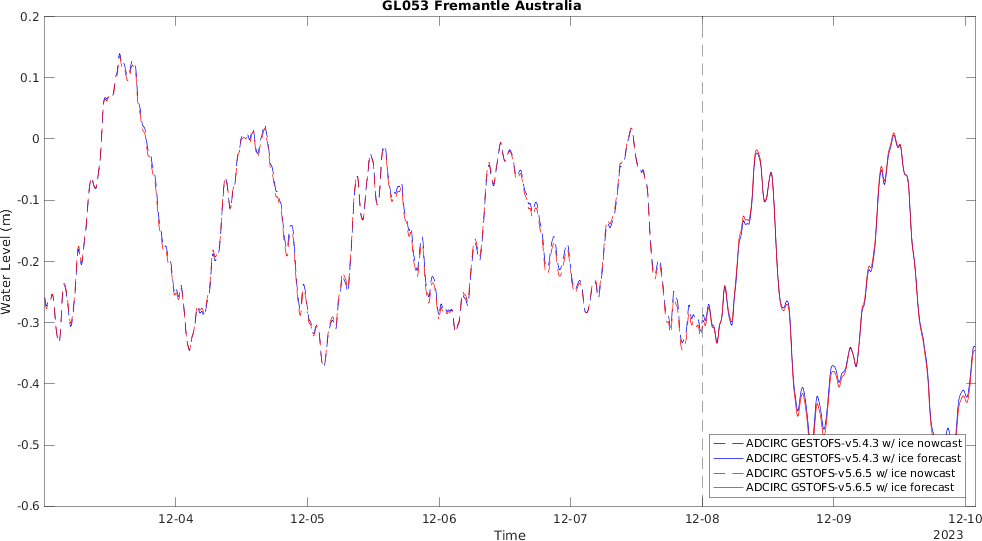 GL053 Fremantle Australia
0.2
0.1
0
-0.1
-0.2
-0.3
-0.4
-0.5
-0.6
Water Level (m)
ADCIRC GESTOFS-v5.4.3 w/ ice nowcast
ADCIRC GESTOFS-v5.4.3 w/ ice forecast
ADCIRC GSTOFS-v5.6.5 w/ ice nowcast
ADCIRC GSTOFS-v5.6.5 w/ ice forecast
12-04 12-05 12-06 12-07 12-08 12-09 12-10
Time
2023